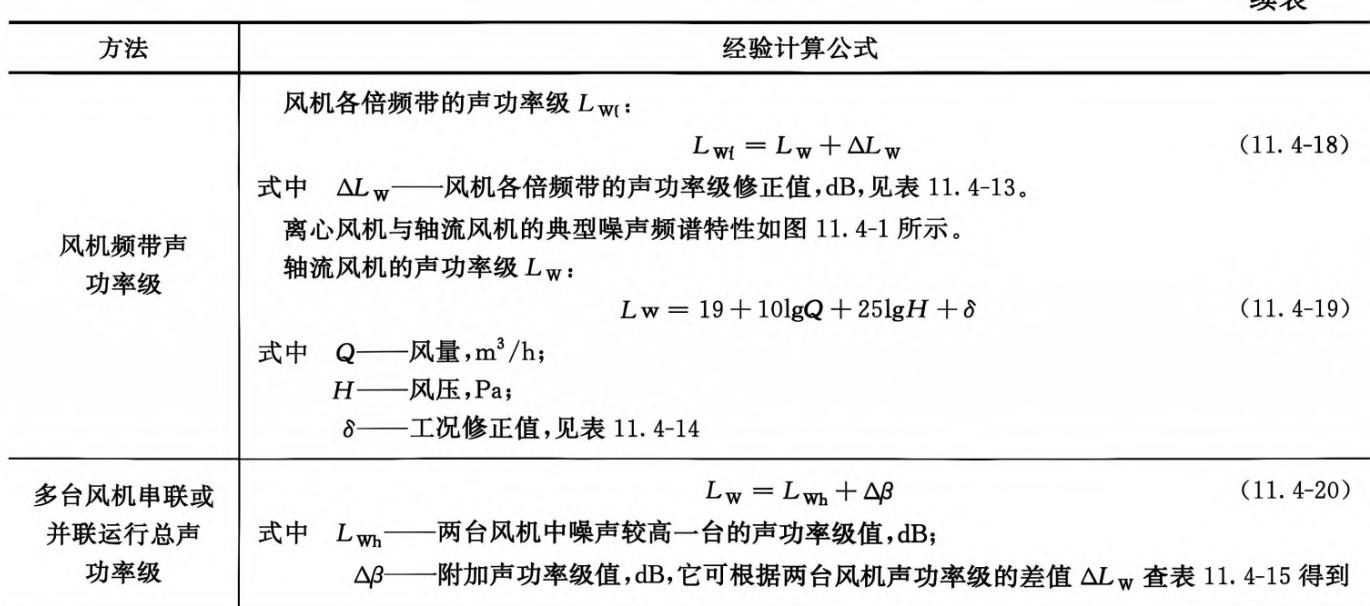 续表
方法 经验计算公式
风机各倍频带的声功率级 L_Wf：
L_Wf = L_W + ΔL_W (11.4-18)
式中 ΔL_W——风机各倍频带的声功率级修正值，dB，见表 11.4-13。
离心风机与轴流风机的典型噪声频谱特性如图 11.4-1 所示。
风机频带声
功率级
轴流风机的声功率级 L_W：
L_W = 19 + 10lgQ + 25lgH + δ (11.4-19)
式中 Q——风量，m³/h；
H——风压，Pa；
δ——工况修正值，见表 11.4-14
多台风机串联或
并联运行总声
功率级
L_W = L_Wh + Δβ (11.4-20)
式中 L_Wh——两台风机中噪声较高一台的声功率级值，dB；
Δβ——附加声功率级值，dB，它可根据两台风机声功率级的差值 ΔL_W 查表 11.4-15 得到